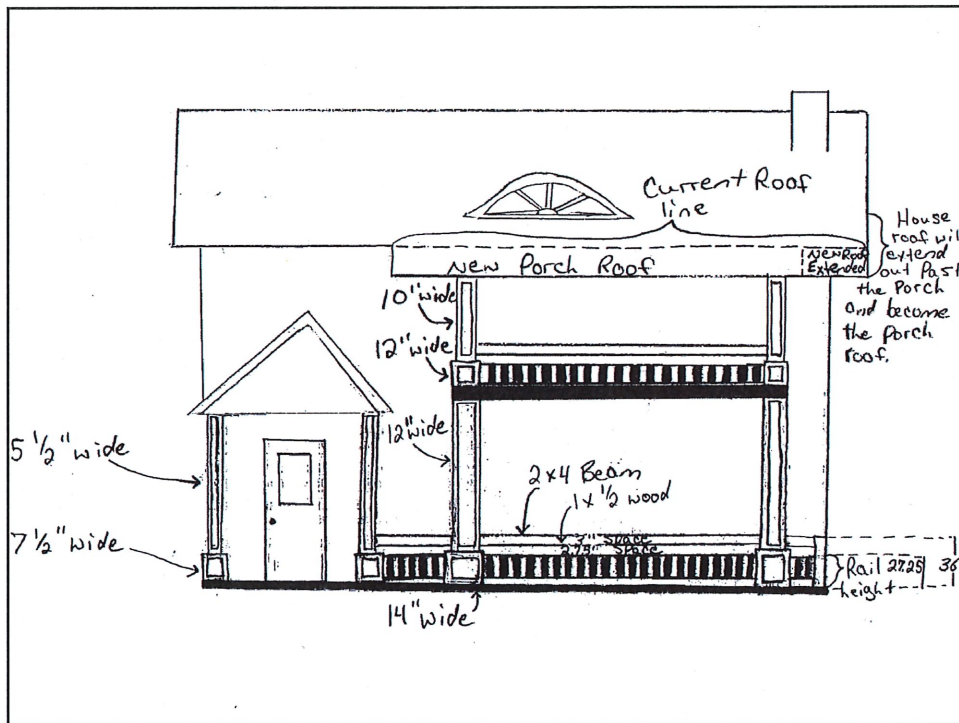 Current Roof
line
New Porch Roof
New Roof
Extended
House
roof will
extend
out Past
the Porch
and become
the porch
roof.
10" wide
12" wide
12" wide
5 1/2" wide
2x4 Beam
1x 1/2 wood
3" Space
2.75" Space
7 1/2" wide
Rail 27.25
height
36
14" wide